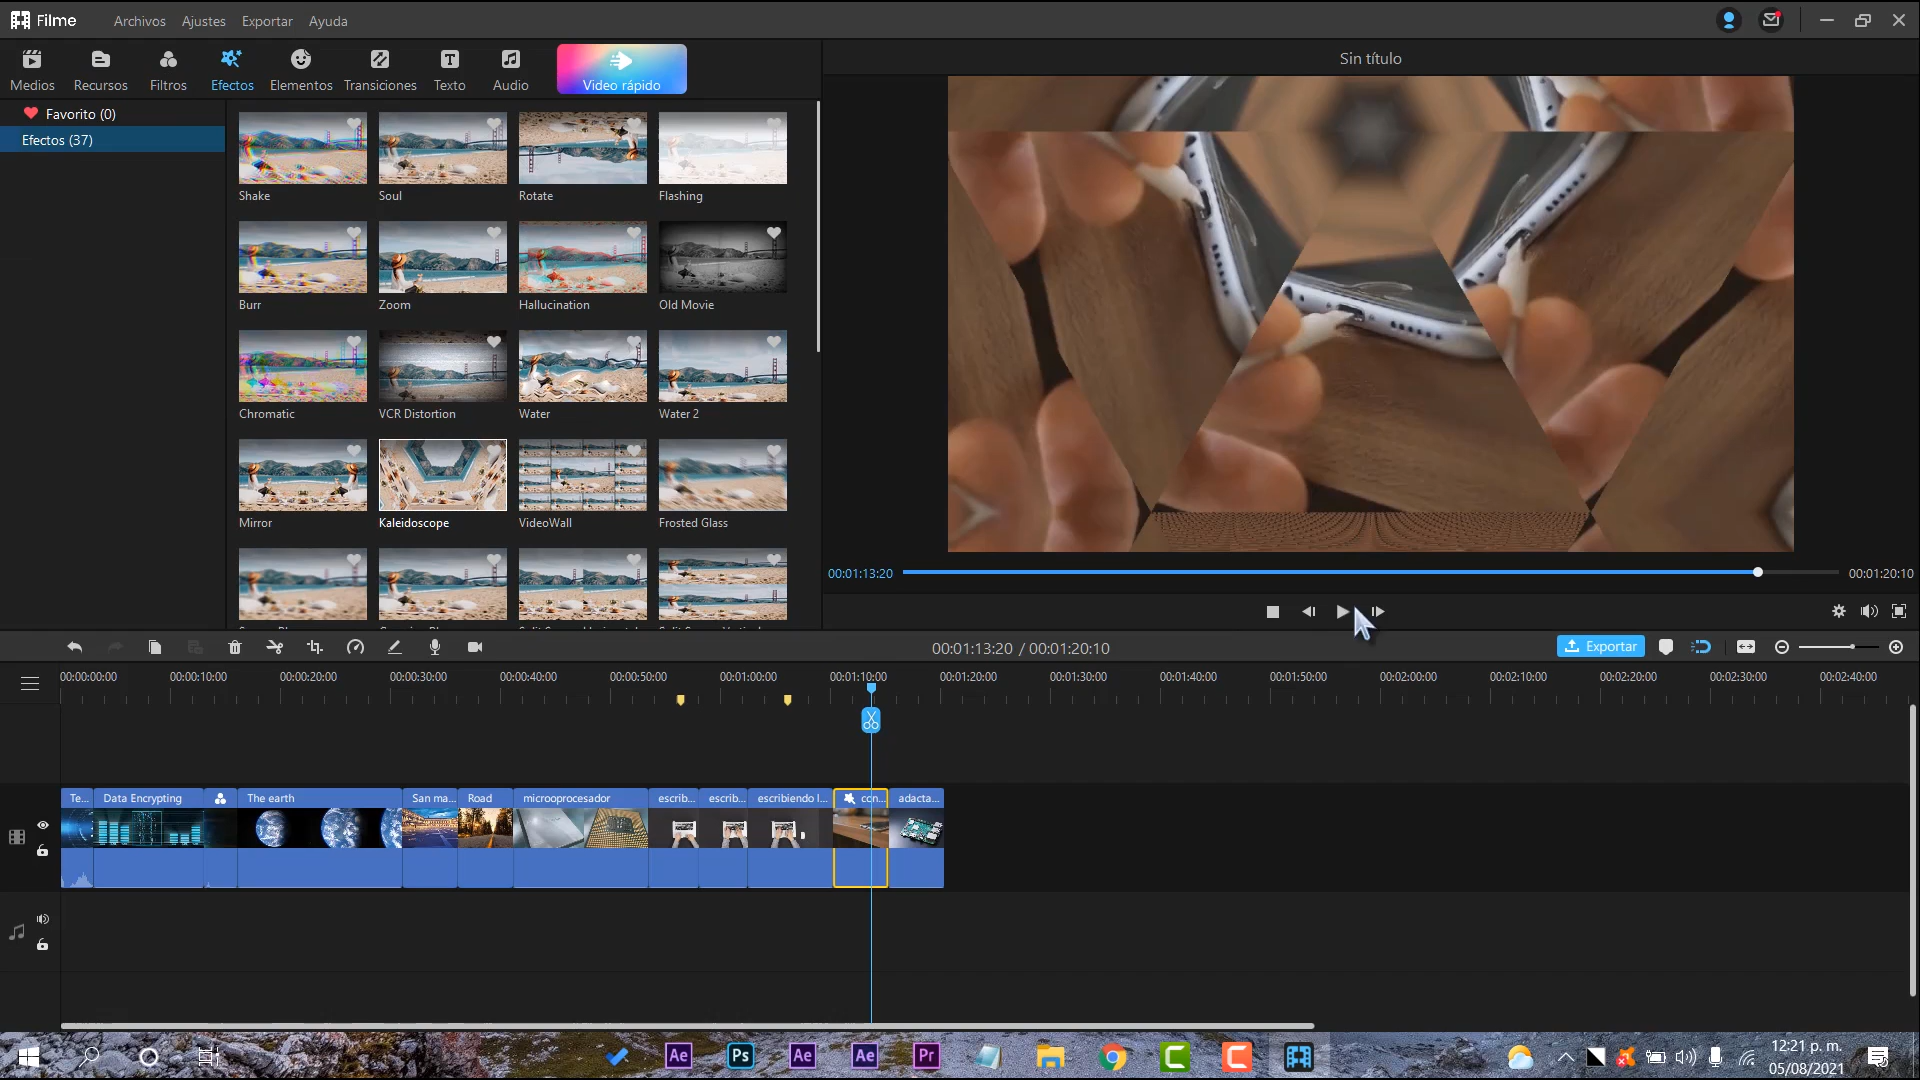 Filme Archivos Ajustes Exportar Ayuda
Sin título
Medios Recursos Filtros Efectos Elementos Transiciones Texto Audio Video rápido
Favorito (0)
Efectos (37)
Shake Soul Rotate Flashing
Burr Zoom Hallucination Old Movie
Chromatic VCR Distortion Water Water 2
Mirror Kaleidoscope VideoWall Frosted Glass
00:01:13:20 00:01:20:10
00:01:13:20 / 00:01:20:10 Exportar
00:00:00:00 00:00:10:00 00:00:20:00 00:00:30:00 00:00:40:00 00:00:50:00 00:01:00:00 00:01:10:00 00:01:20:00 00:01:30:00 00:01:40:00 00:01:50:00 00:02:00:00 00:02:10:00 00:02:20:00 00:02:30:00 00:02:40:00
Te... Data Encrypting The earth San ma... Road microoprocesador escrib... escrib... escribiendo l... adacta...
Ae Ps Ae Ae Pr C C
12:21 p. m.
05/08/2021